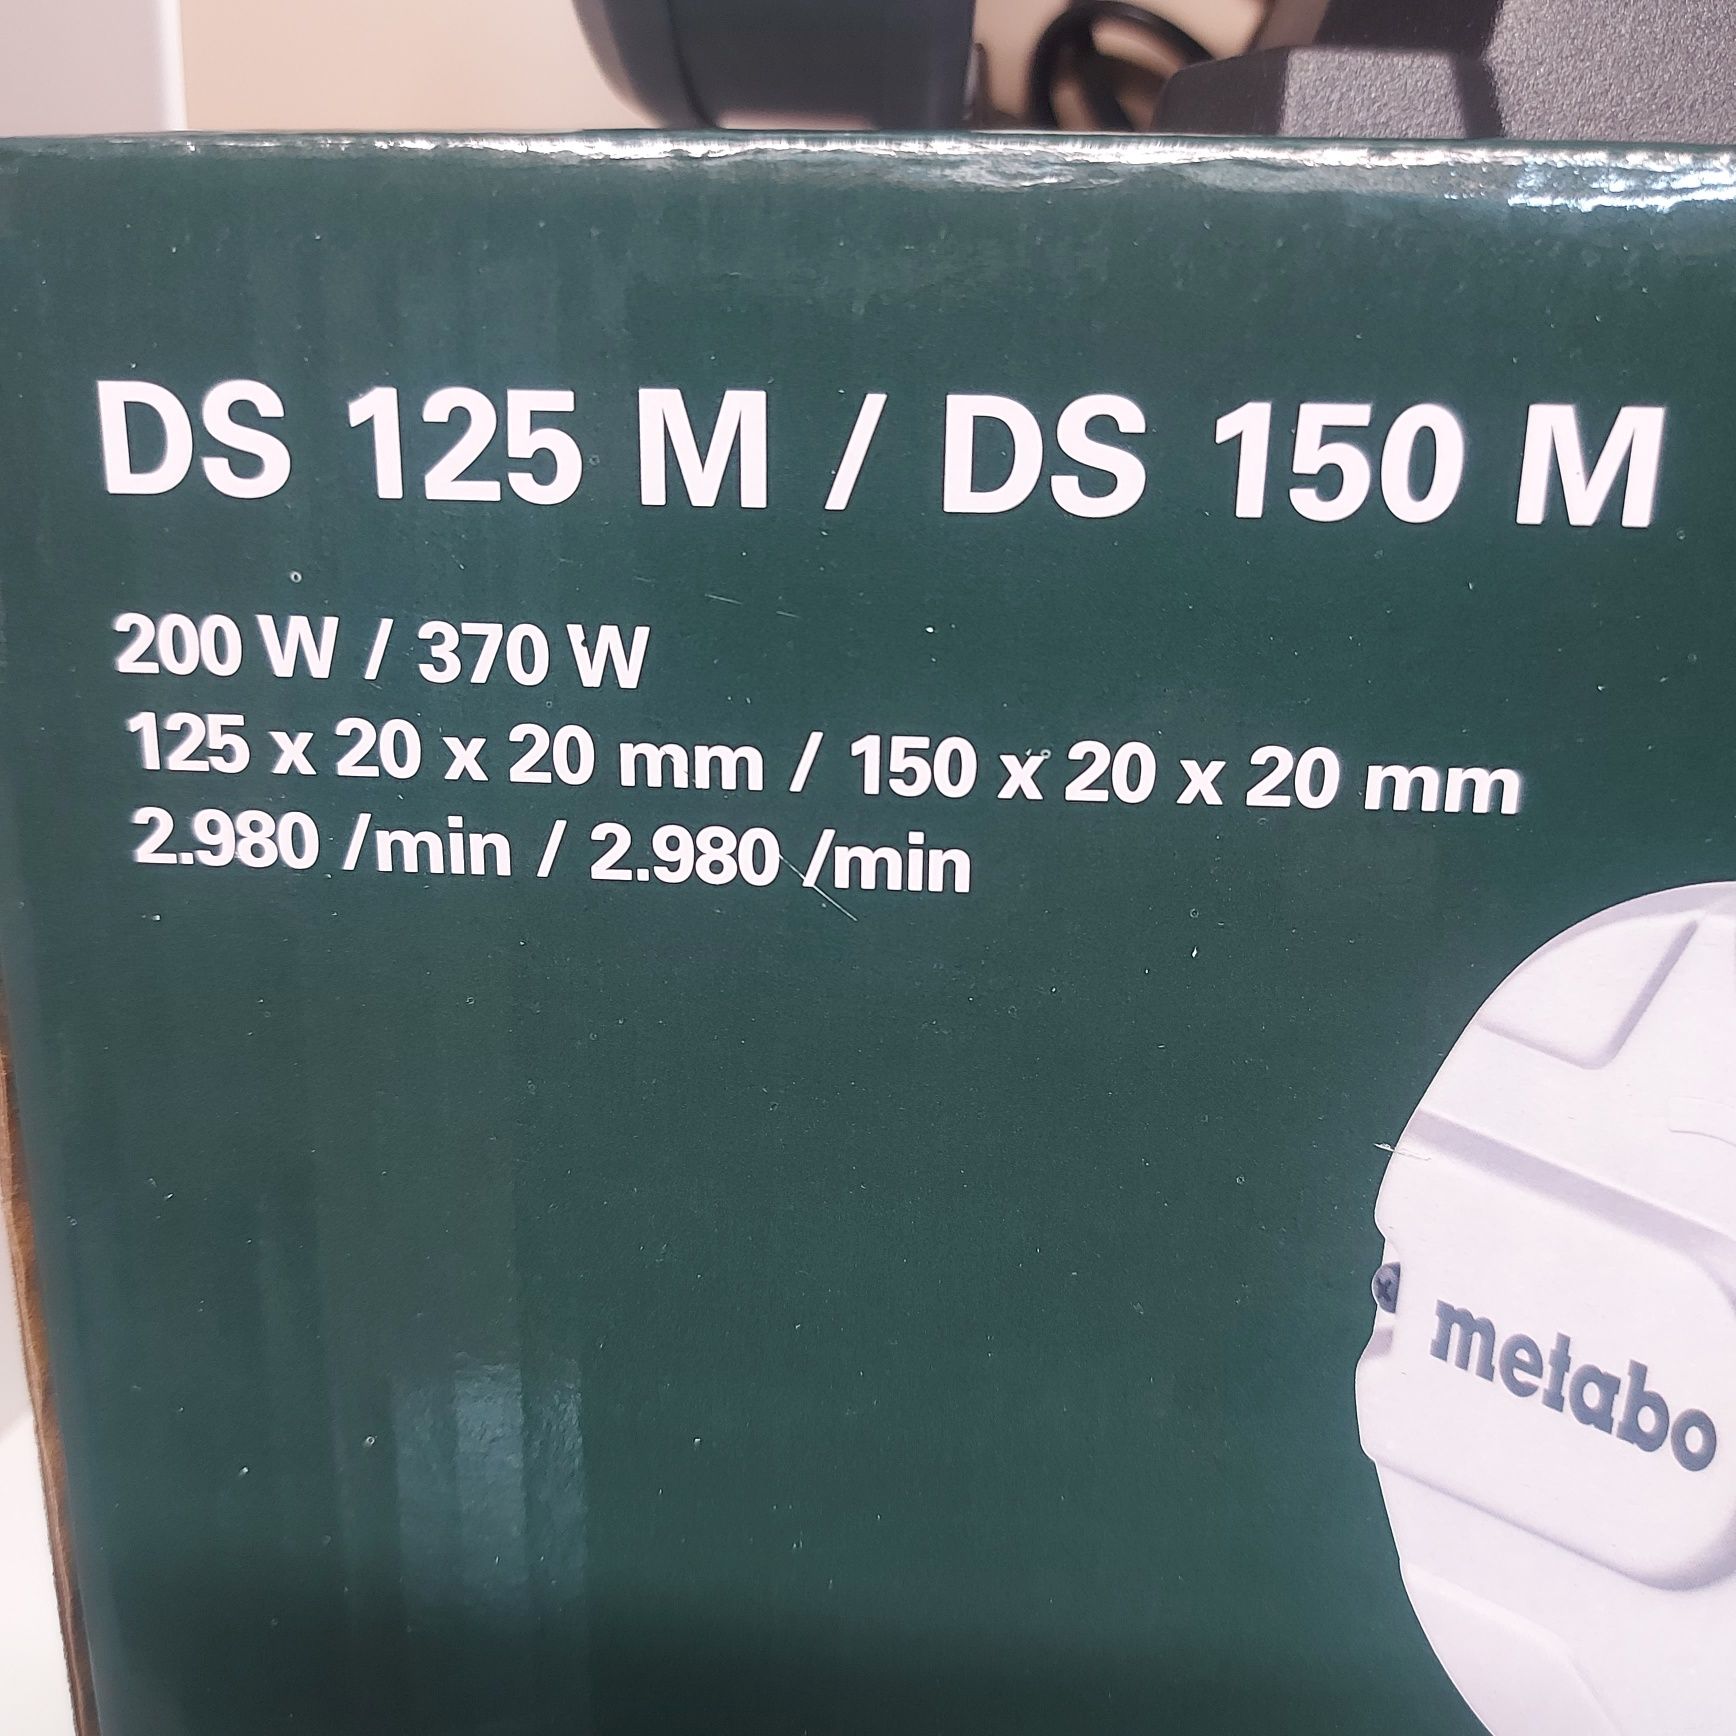 DS 125 M / DS 150 M
200 W / 370 W
125 x 20 x 20 mm / 150 x 20 x 20 mm
2.980 /min / 2.980 /min
metabo